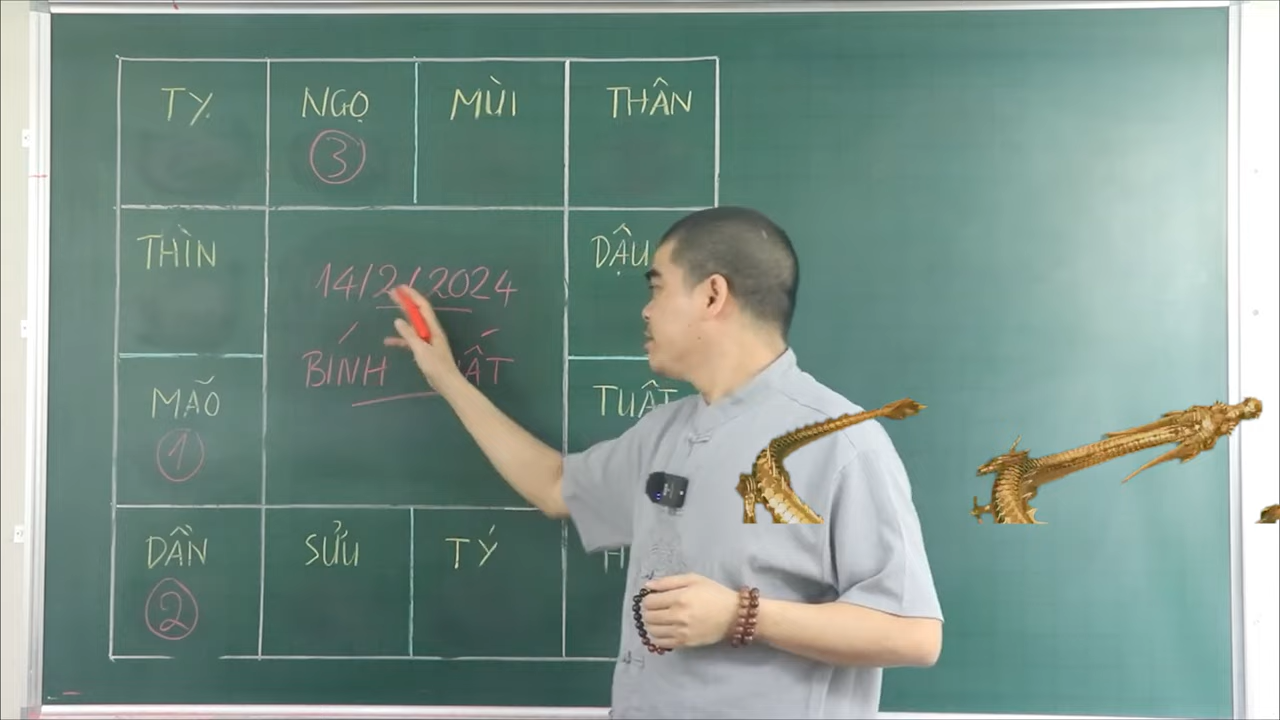 TỴ NGỌ MÙI THÂN
3
THÌN DẬU
14/2/2024
BÍNH
MÃO TUẤT
1
DẦN SỬU TÝ
2